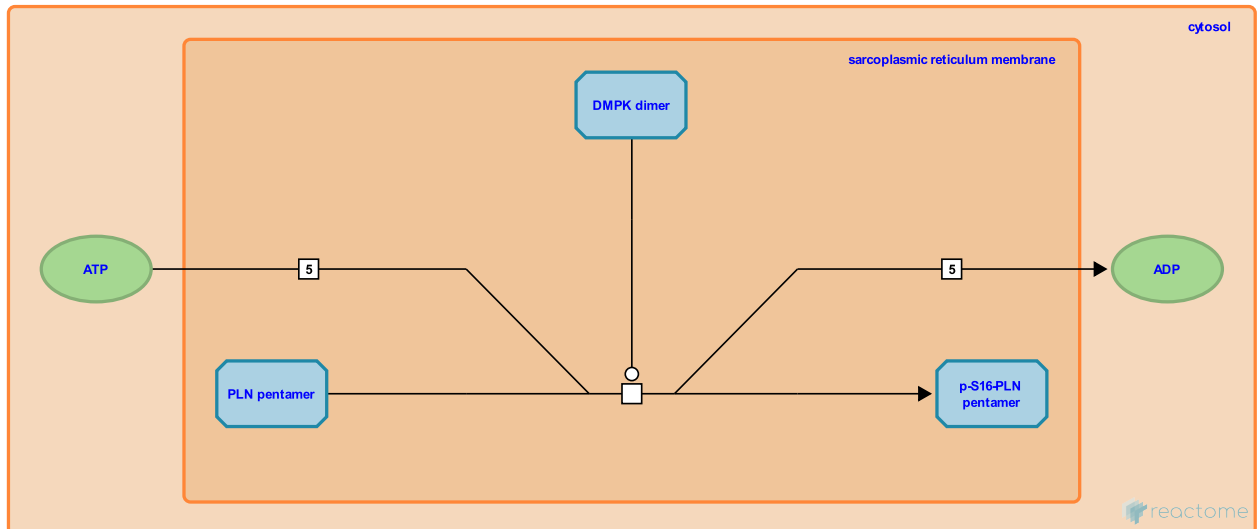 cytosol
sarcoplasmic reticulum membrane
DMPK dimer
ATP
5
5
ADP
PLN pentamer
p-S16-PLN
pentamer
reactome